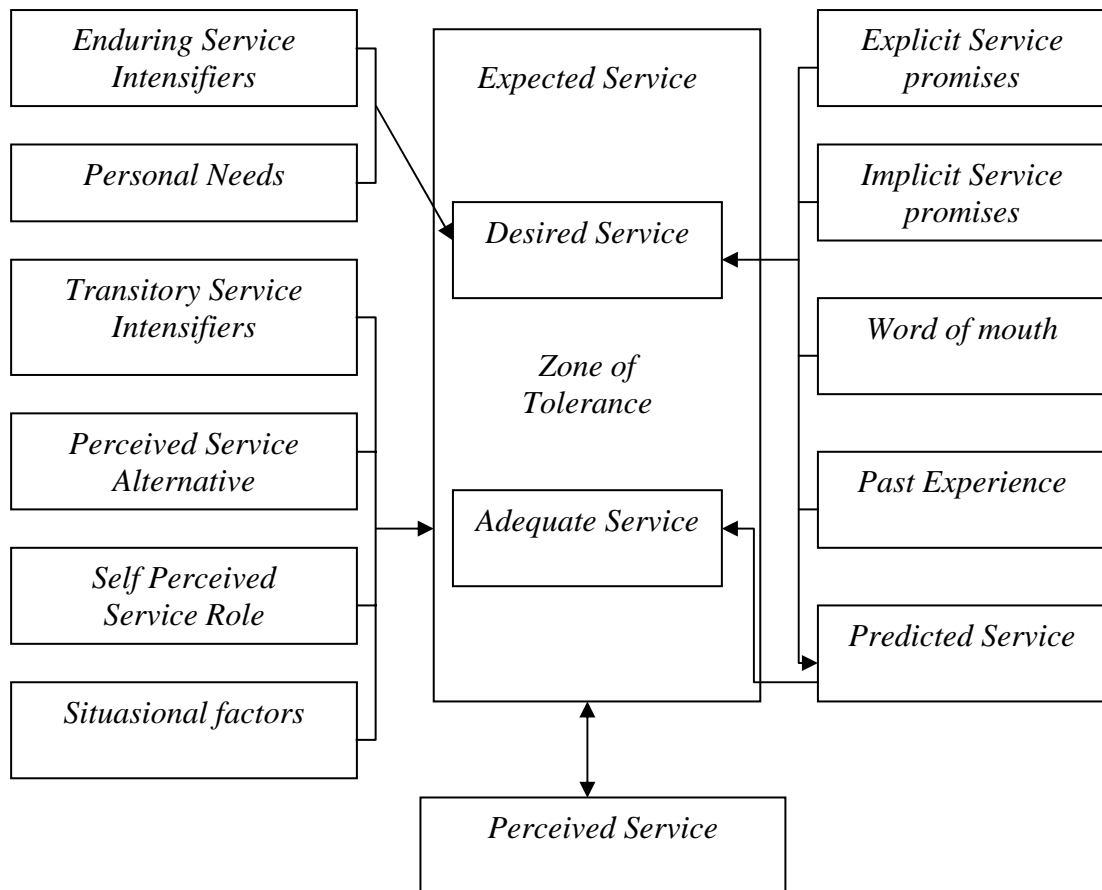 Enduring Service
Intensifiers
Personal Needs
Transitory Service
Intensifiers
Perceived Service
Alternative
Self Perceived
Service Role
Situasional factors
Expected Service
Desired Service
Zone of
Tolerance
Adequate Service
Perceived Service
Explicit Service
promises
Implicit Service
promises
Word of mouth
Past Experience
Predicted Service